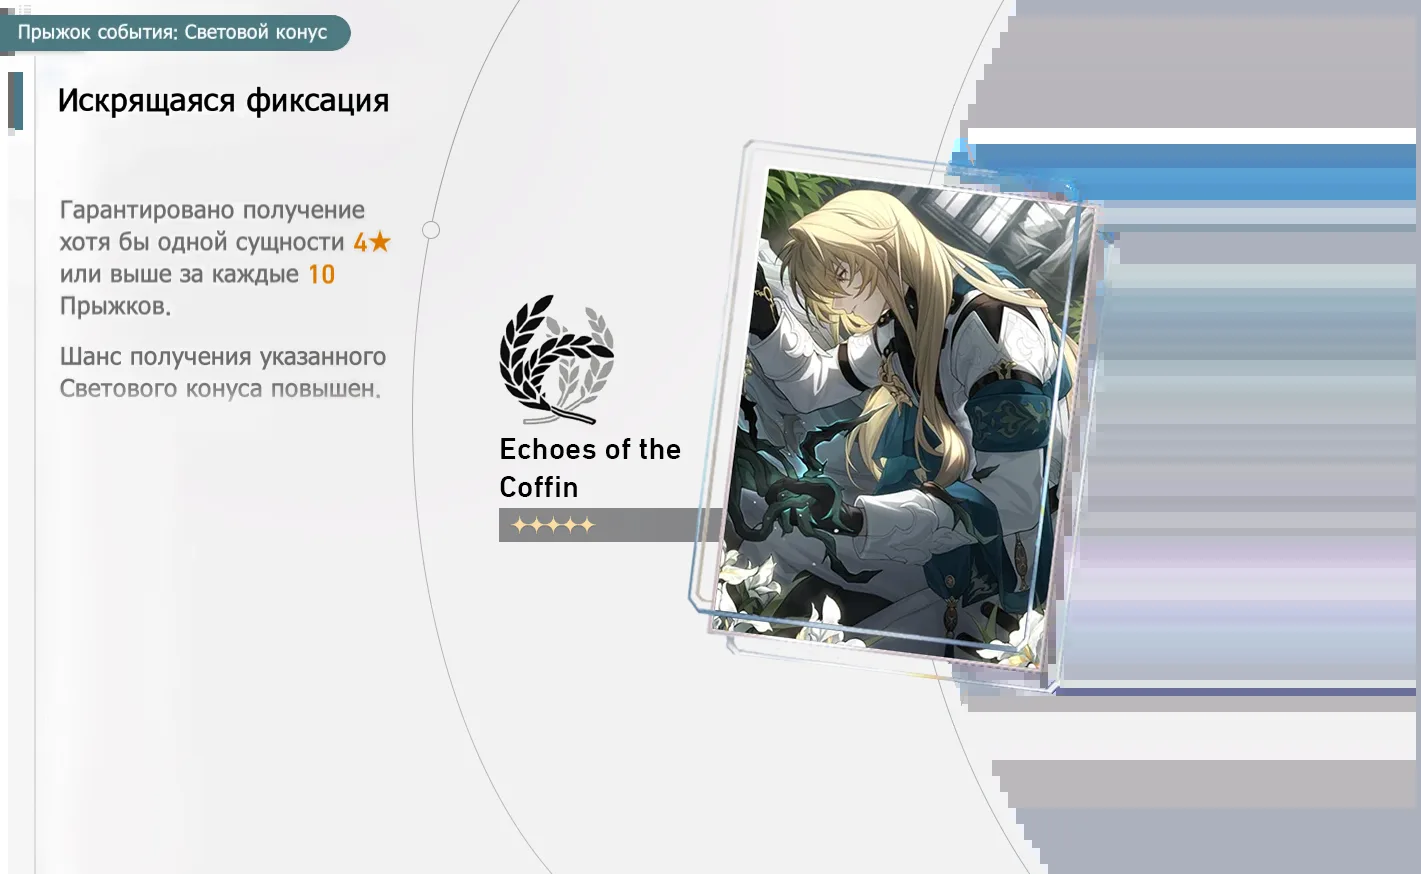 Прыжок события: Световой конус
Искрящаяся фиксация
Гарантировано получение
хотя бы одной сущности 4★
или выше за каждые 10
Прыжков.
Шанс получения указанного
Светового конуса повышен.
Echoes of the
Coffin